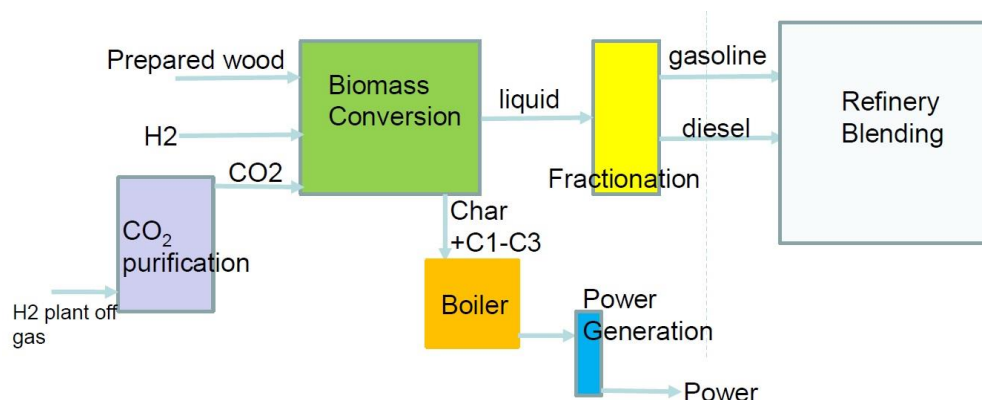 Prepared wood
H2
CO2
CO₂
purification
H2 plant off
gas
Biomass
Conversion
liquid
Char
+C1-C3
Boiler
Power
Generation
Power
Fractionation
gasoline
diesel
Refinery
Blending